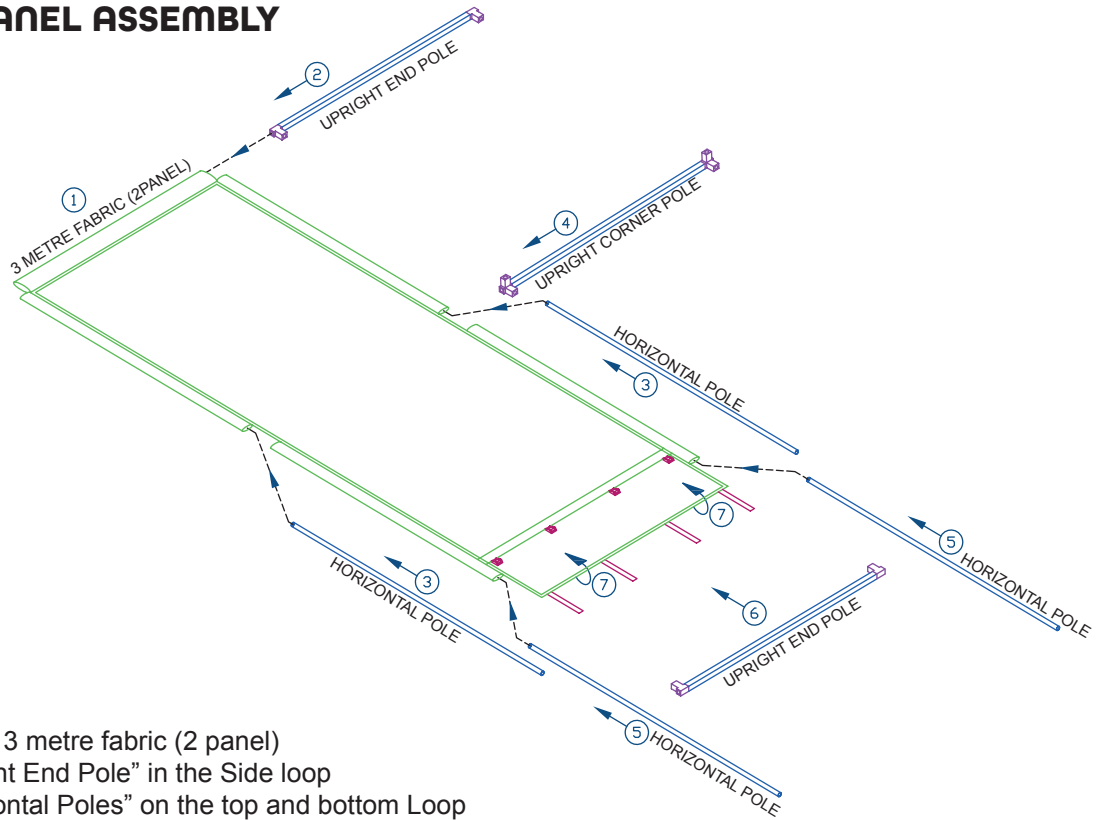 ANEL ASSEMBLY
2
UPRIGHT END POLE
1
3 METRE FABRIC (2PANEL)
4
UPRIGHT CORNER POLE
HORIZONTAL POLE
3
7
5
HORIZONTAL POLE
3
HORIZONTAL POLE
7
6
UPRIGHT END POLE
5
HORIZONTAL POLE
3 metre fabric (2 panel)
nt End Pole” in the Side loop
ontal Poles” on the top and bottom Loop